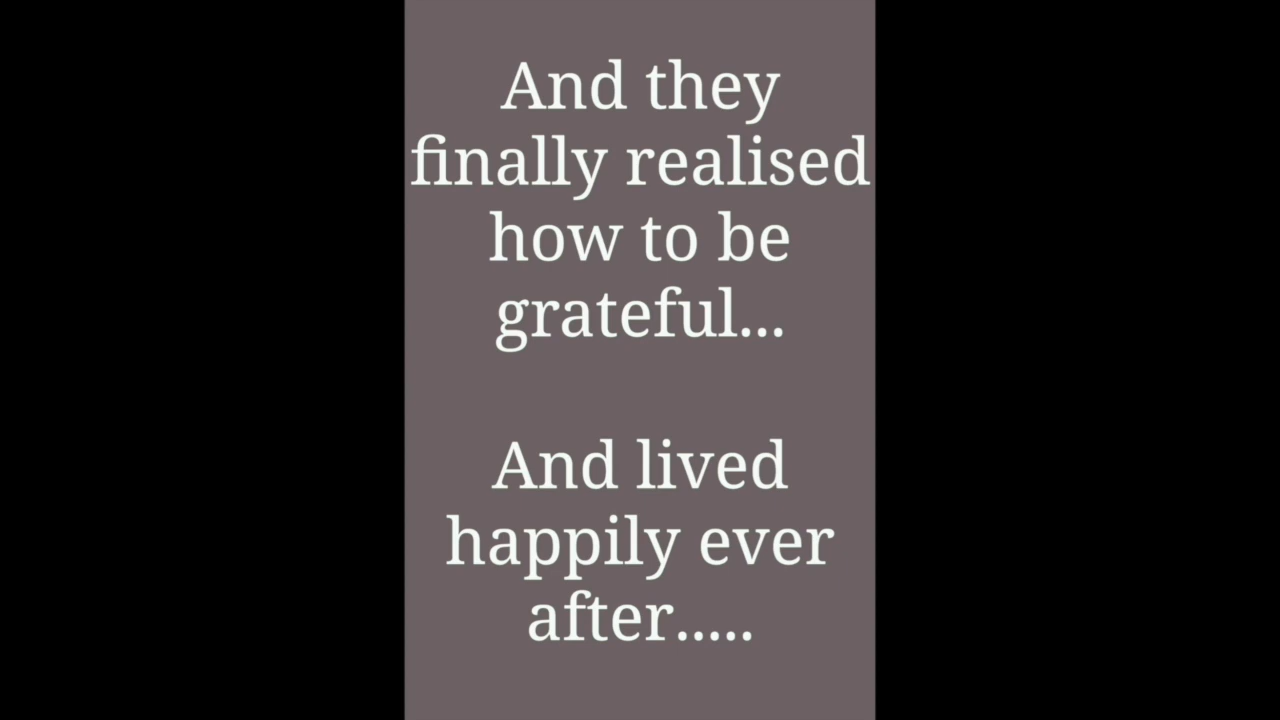 And they
finally realised
how to be
grateful...
And lived
happily ever
after.....